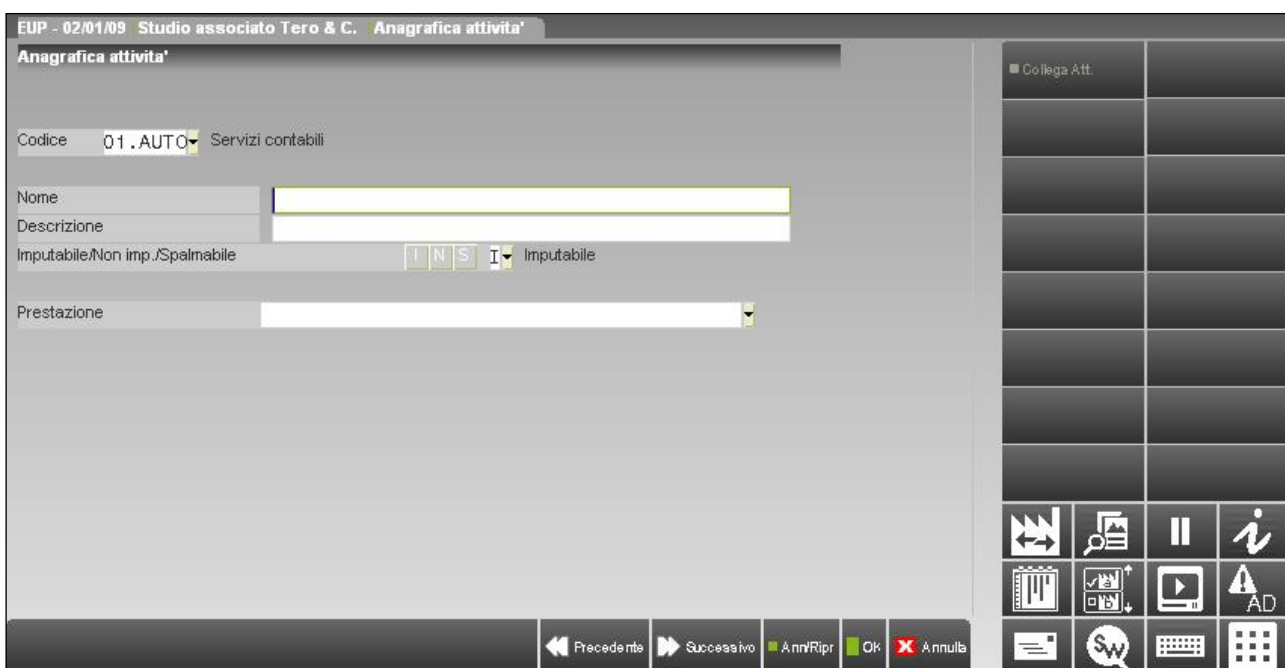 EUP - 02/01/09 /Studio associato Tero & C. /Anagrafica attivita'
Anagrafica attivita'
Collega Att.
Codice 01.AUTO Servizi contabili
Nome
Descrizione
Imputabile/Non imp./Spalmabile I N S I Imputabile
Prestazione
AD
Precedente Successivo Ann/Ripr OK X Annulla
SW